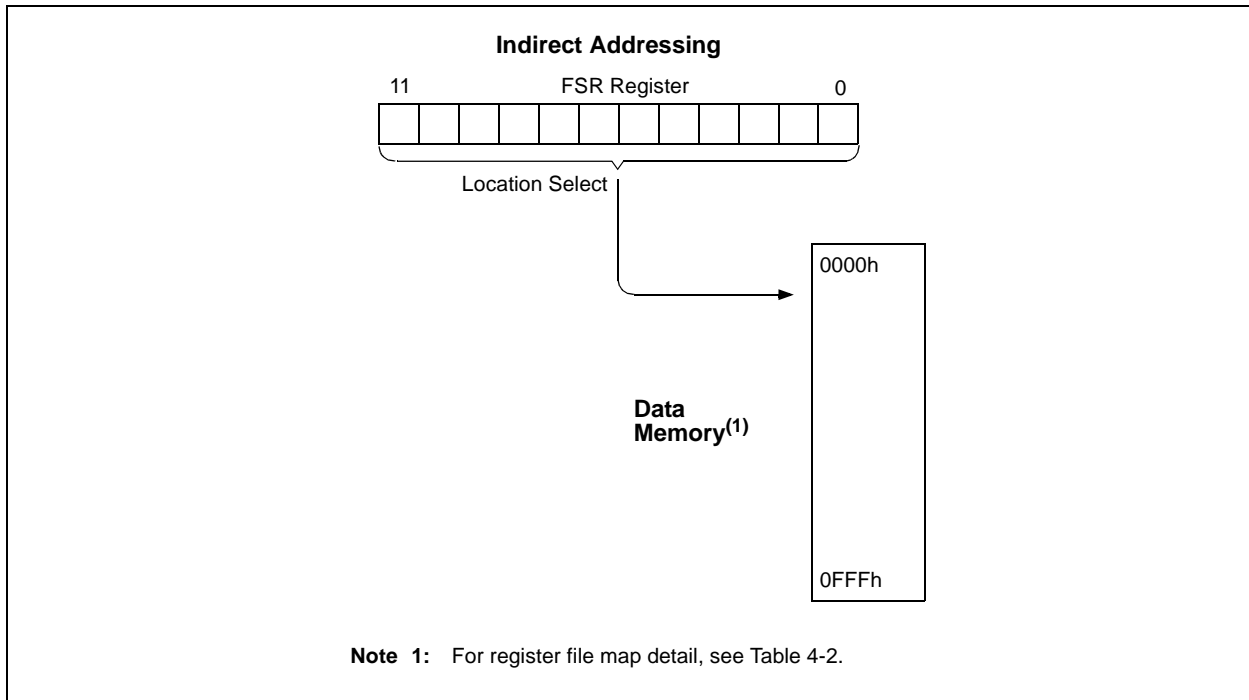 Indirect Addressing
11 FSR Register 0
Location Select
0000h
Data
Memory(1)
0FFFh
Note 1: For register file map detail, see Table 4-2.